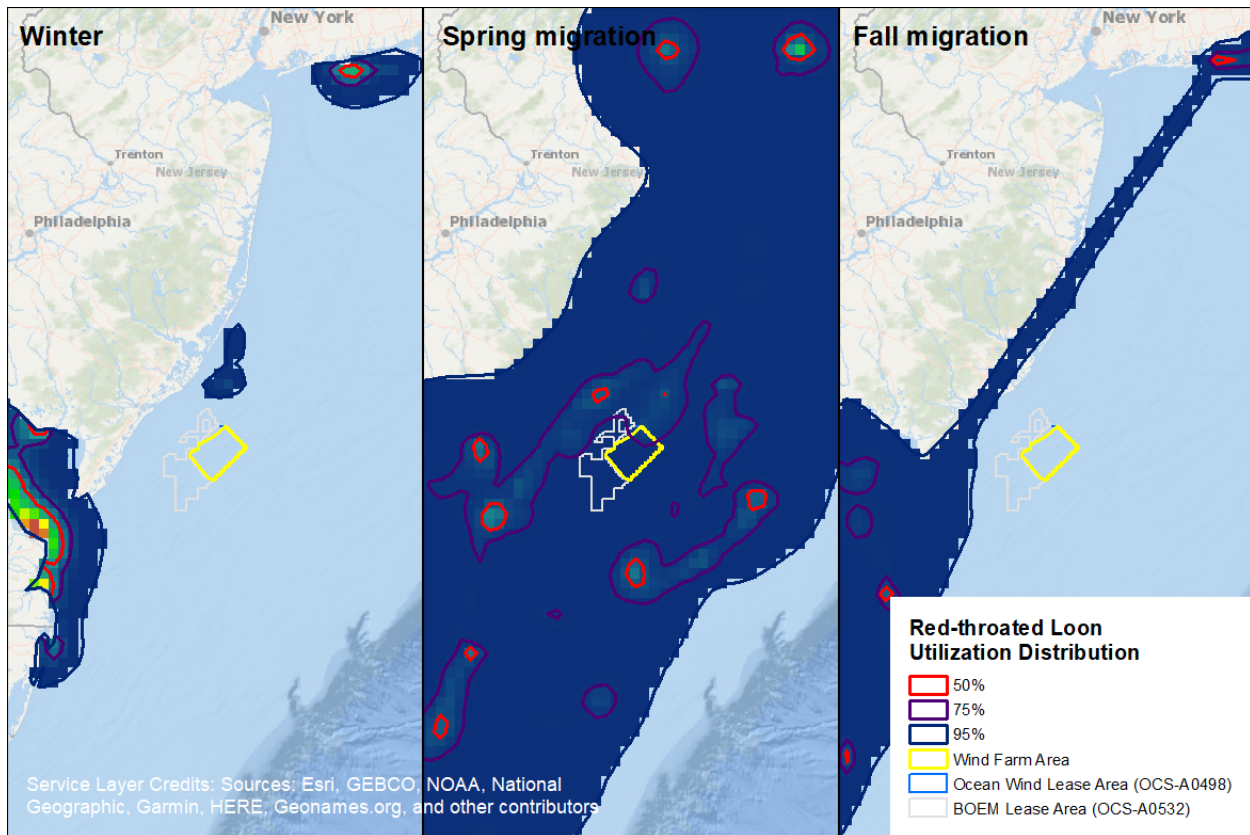 Winter
Spring migration
Fall migration
New York
New York
New York
Trenton
New Jersey
Philadelphia
Trenton
New Jersey
Trenton
New Jersey
Philadelphia
Red-throated Loon
Utilization Distribution
50%
75%
95%
Wind Farm Area
Ocean Wind Lease Area (OCS-A0498)
BOEM Lease Area (OCS-A0532)
Service Layer Credits: Sources: Esri, GEBCO, NOAA, National
Geographic, Garmin, HERE, Geonames.org, and other contributors